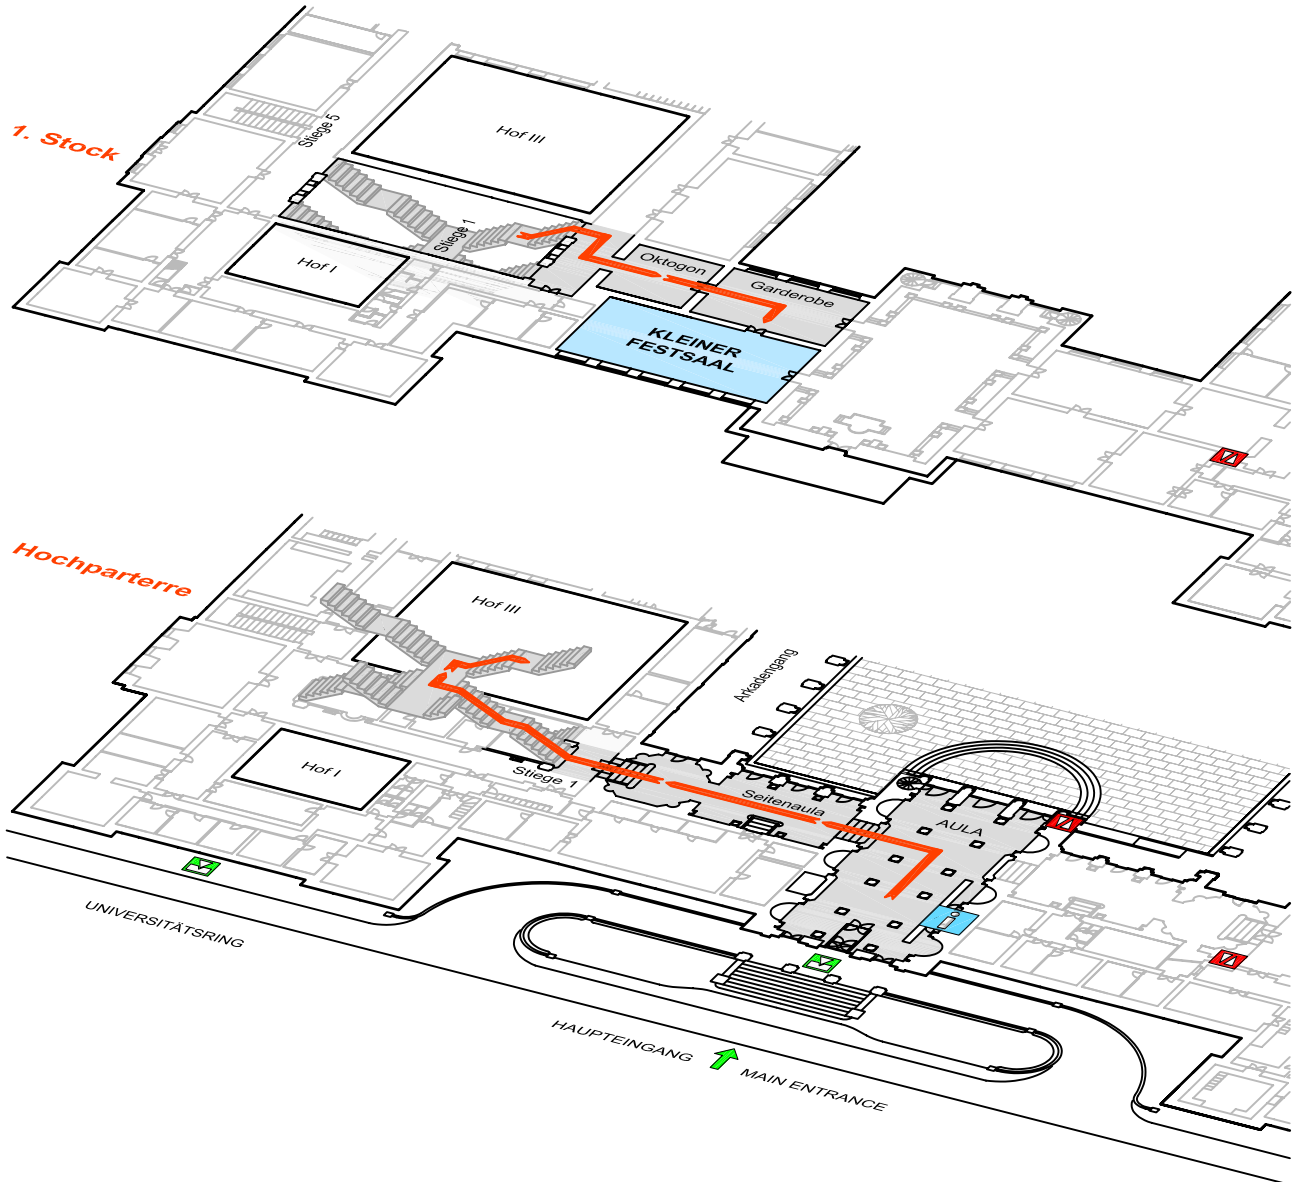 1. Stock
Stiege 5
Hof III
Stiege 1
Hof I
Oktogon
Garderobe
KLEINER
FESTSAAL
Hochparterre
Hof III
Arkadengang
Hof I
Stiege 1
Seitenaula
AULA
i
UNIVERSITÄTSRING
HAUPTEINGANG
MAIN ENTRANCE